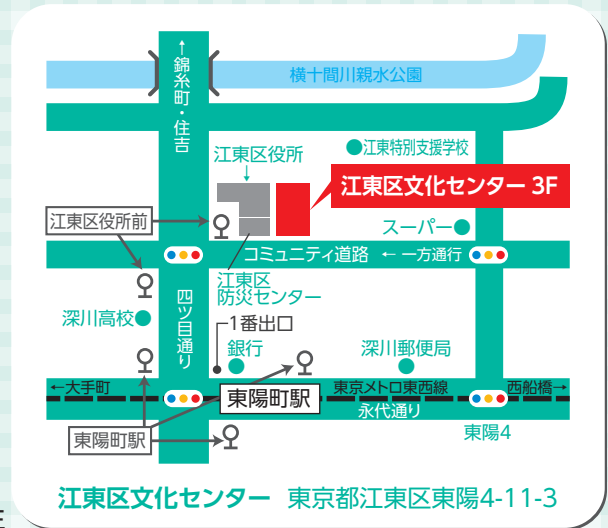 ↑錦糸町・住吉
横十間川親水公園
江東区役所
江東特別支援学校
江東区文化センター 3F
江東区役所前
スーパー
コミュニティ道路 ← 一方通行
江東区
防災センター
深川高校
四ツ目通り
1番出口
銀行
深川郵便局
←大手町
東陽町駅
東京メトロ東西線
西船橋→
永代通り
東陽町駅
東陽4
江東区文化センター 東京都江東区東陽4-11-3